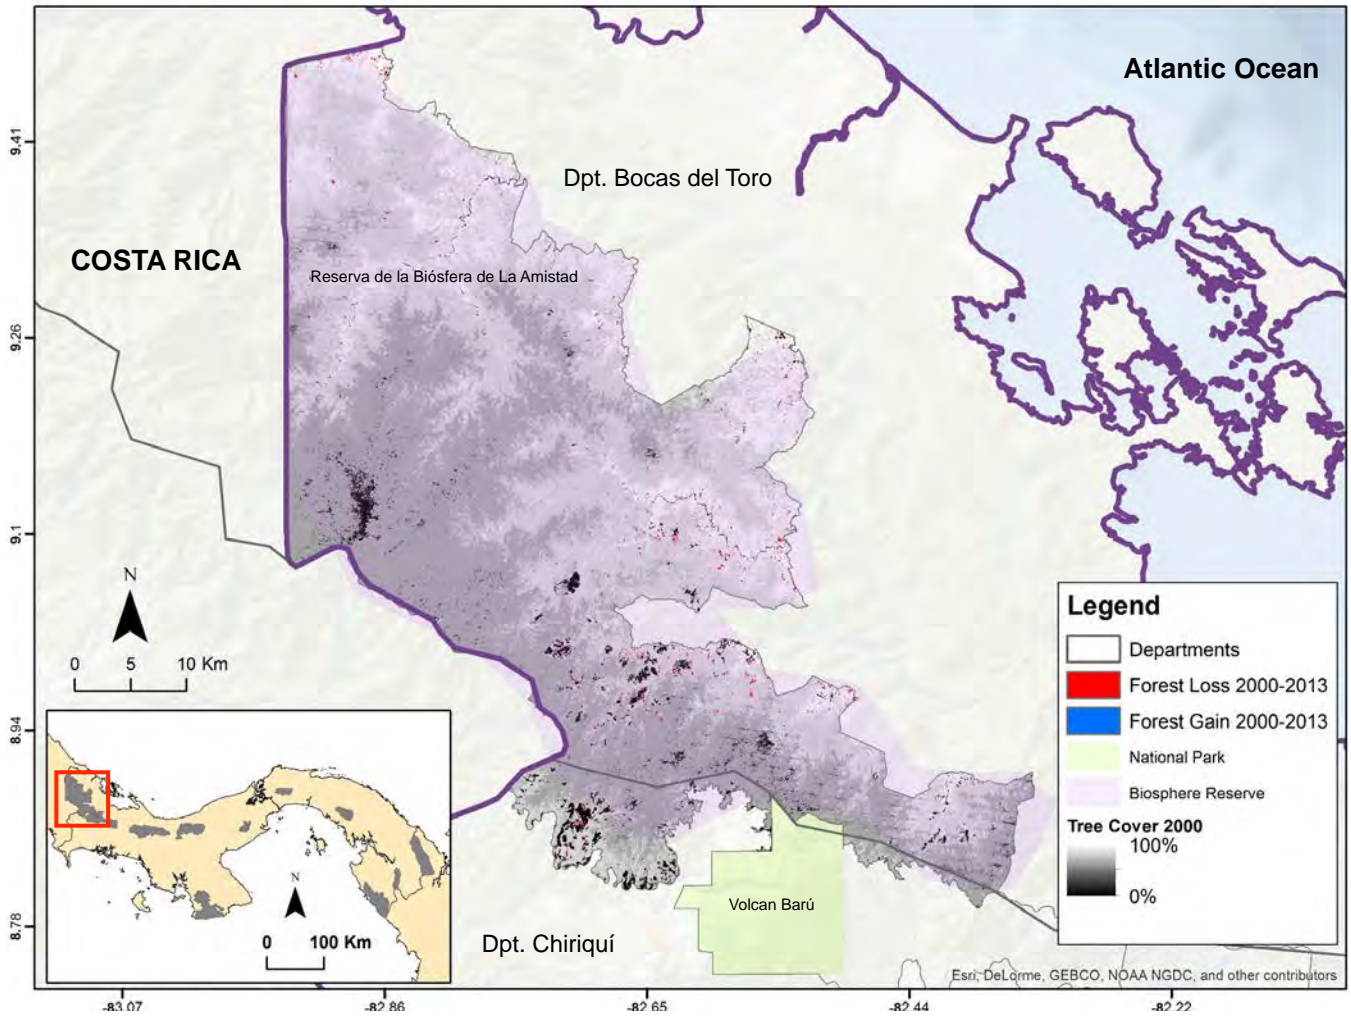 Atlantic Ocean
9.41
Dpt. Bocas del Toro
COSTA RICA
Reserva de la Biósfera de La Amistad
9.26
9.1
N
0 5 10 Km
8.94
Legend
Departments
Forest Loss 2000-2013
Forest Gain 2000-2013
National Park
Biosphere Reserve
Tree Cover 2000
100%
0%
N
0 100 Km
Volcan Barú
8.78
Dpt. Chiriquí
Esri, DeLorme, GEBCO, NOAA NGDC, and other contributors
-83.07 -82.86 -82.65 -82.44 -82.22